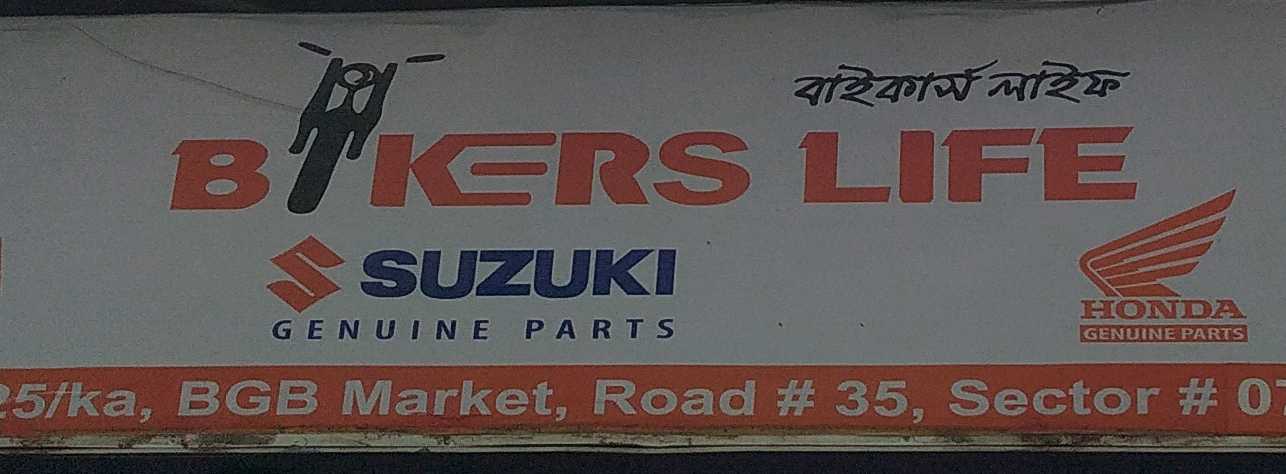 বাইকার্স লাইফ
BIKERS LIFE
SUZUKI
GENUINE PARTS
HONDA
GENUINE PARTS
25/ka, BGB Market, Road # 35, Sector # 07